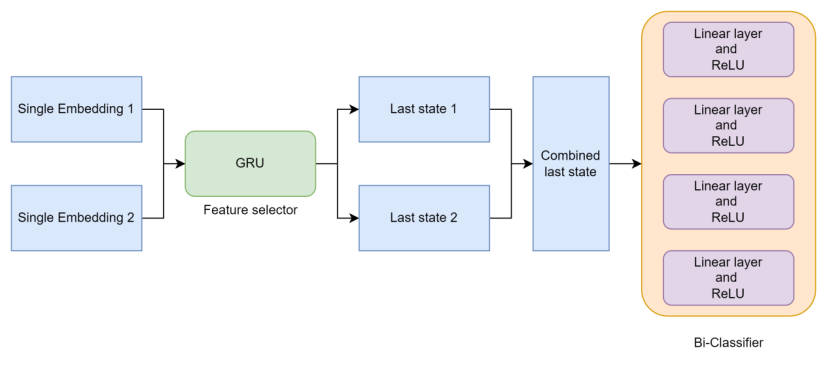 Single Embedding 1
Single Embedding 2
GRU
Feature selector
Last state 1
Last state 2
Combined
last state
Linear layer
and
ReLU
Linear layer
and
ReLU
Linear layer
and
ReLU
Linear layer
and
ReLU
Bi-Classifier